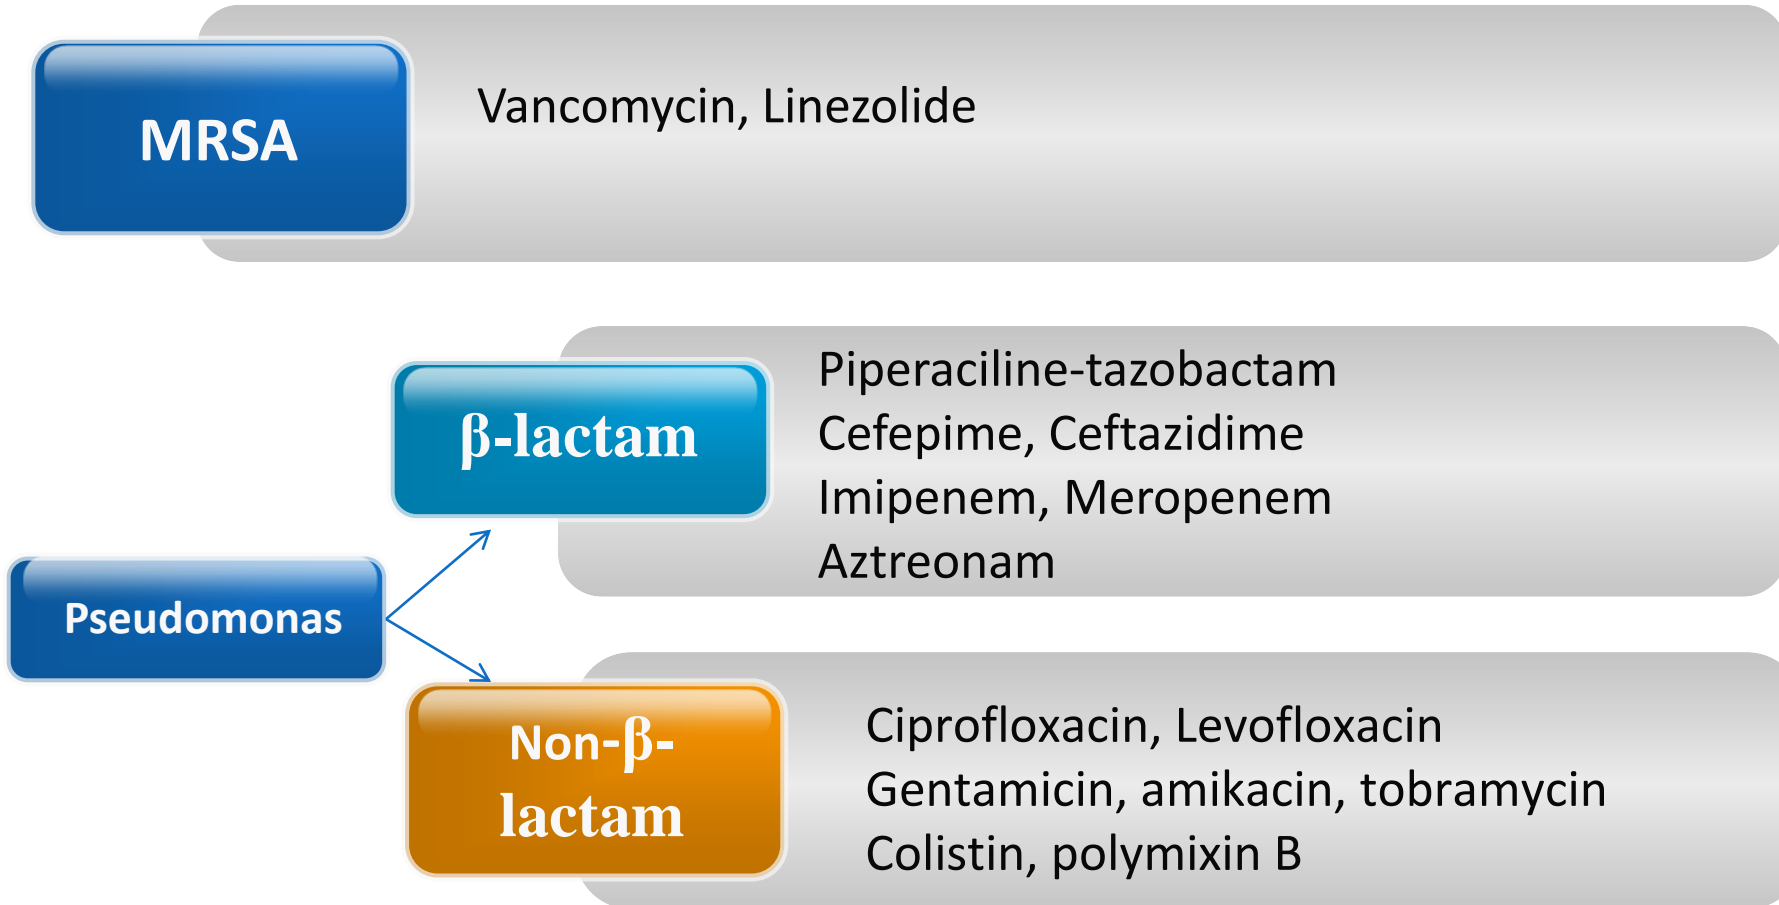 MRSA
Vancomycin, Linezolide
β-lactam
Piperaciline-tazobactam
Cefepime, Ceftazidime
Imipenem, Meropenem
Aztreonam
Pseudomonas
Non-β-
lactam
Ciprofloxacin, Levofloxacin
Gentamicin, amikacin, tobramycin
Colistin, polymixin B